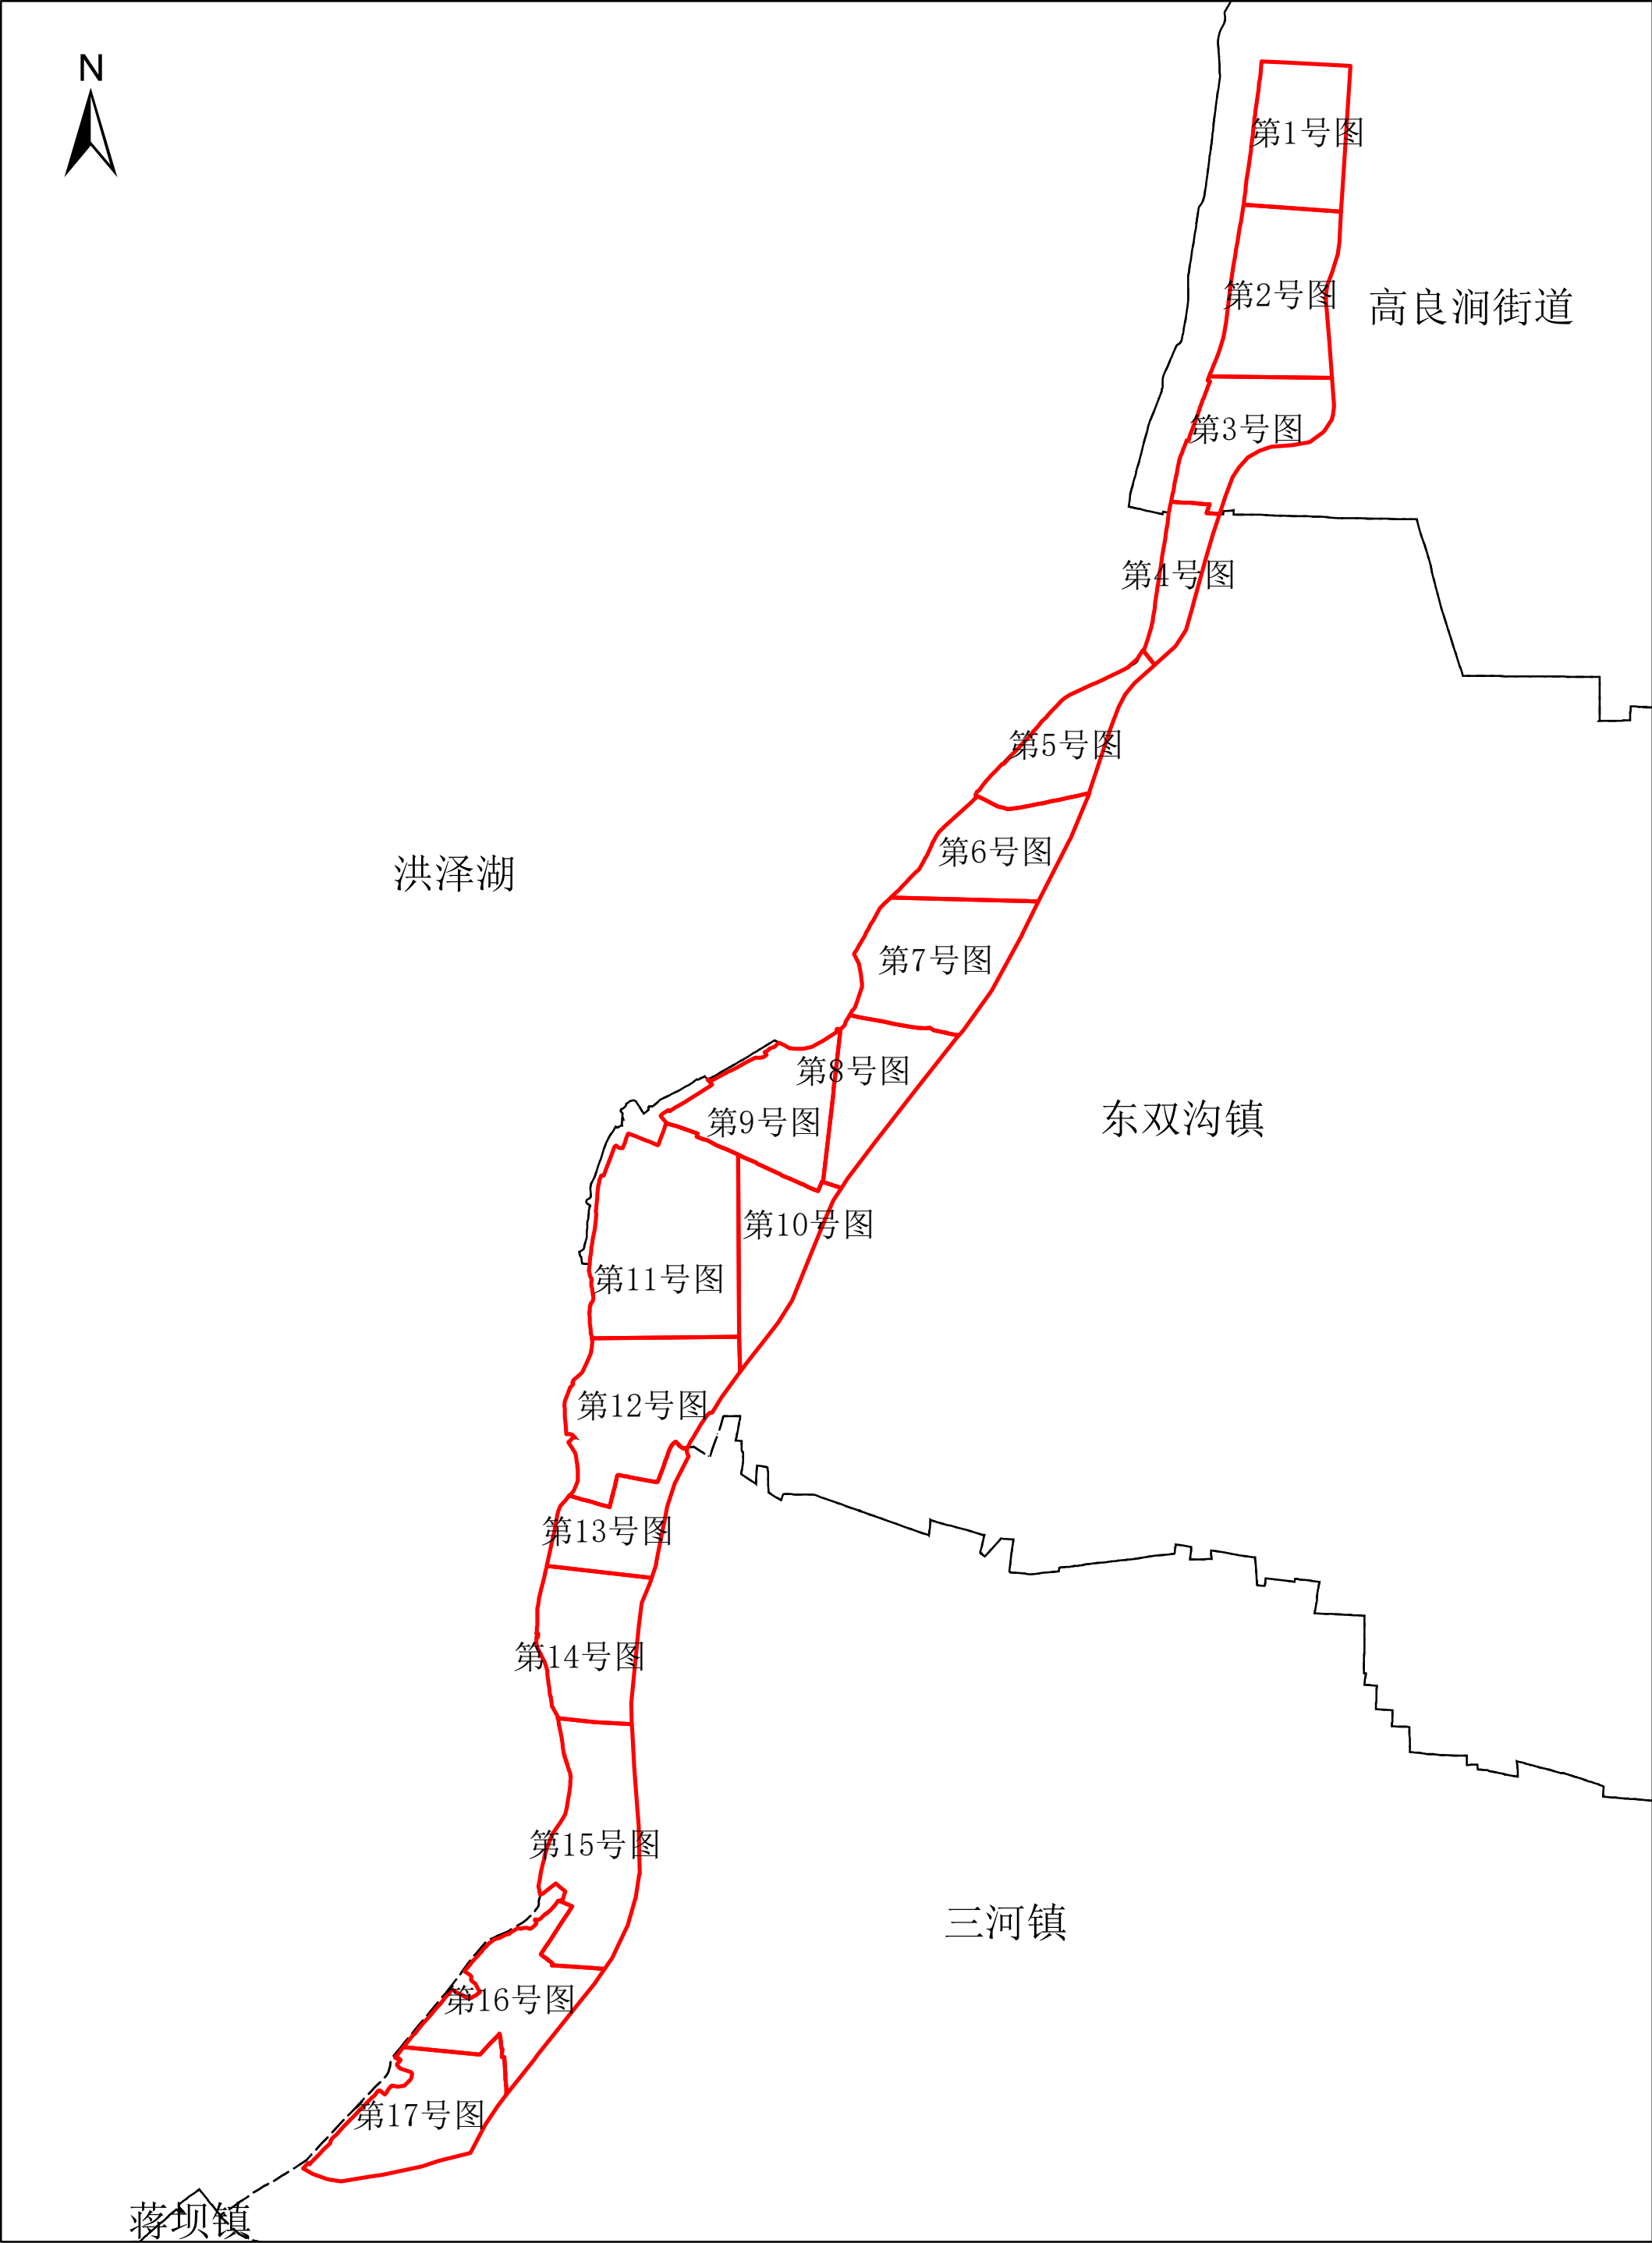 N
第1号图
第2号图
高良涧街道
第3号图
第4号图
第5号图
第6号图
洪泽湖
第7号图
第8号图
第9号图
东双沟镇
第10号图
第11号图
第12号图
第13号图
第14号图
第15号图
三河镇
第16号图
第17号图
蒋坝镇